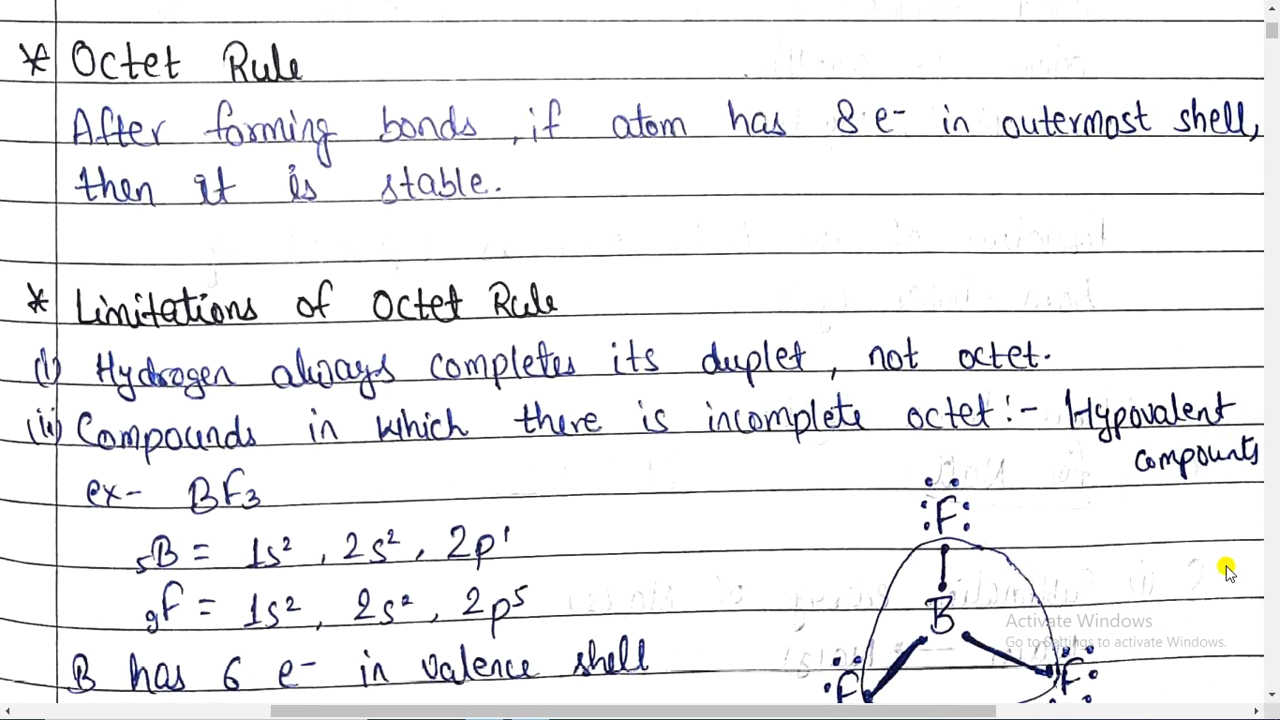 * Octet Rule
After forming bonds, if atom has 8 e- in outermost shell,
then it is stable.
* Limitations of Octet Rule
(i) Hydrogen always completes its duplet, not octet.
(ii) Compounds in which there is incomplete octet :- Hypovalent
compounts
ex- BF₃
₅B = 1s², 2s², 2p¹
₉F = 1s², 2s², 2p⁵
B has 6 e- in valence shell
F
B
F F
Activate Windows
Go to Settings to activate Windows.